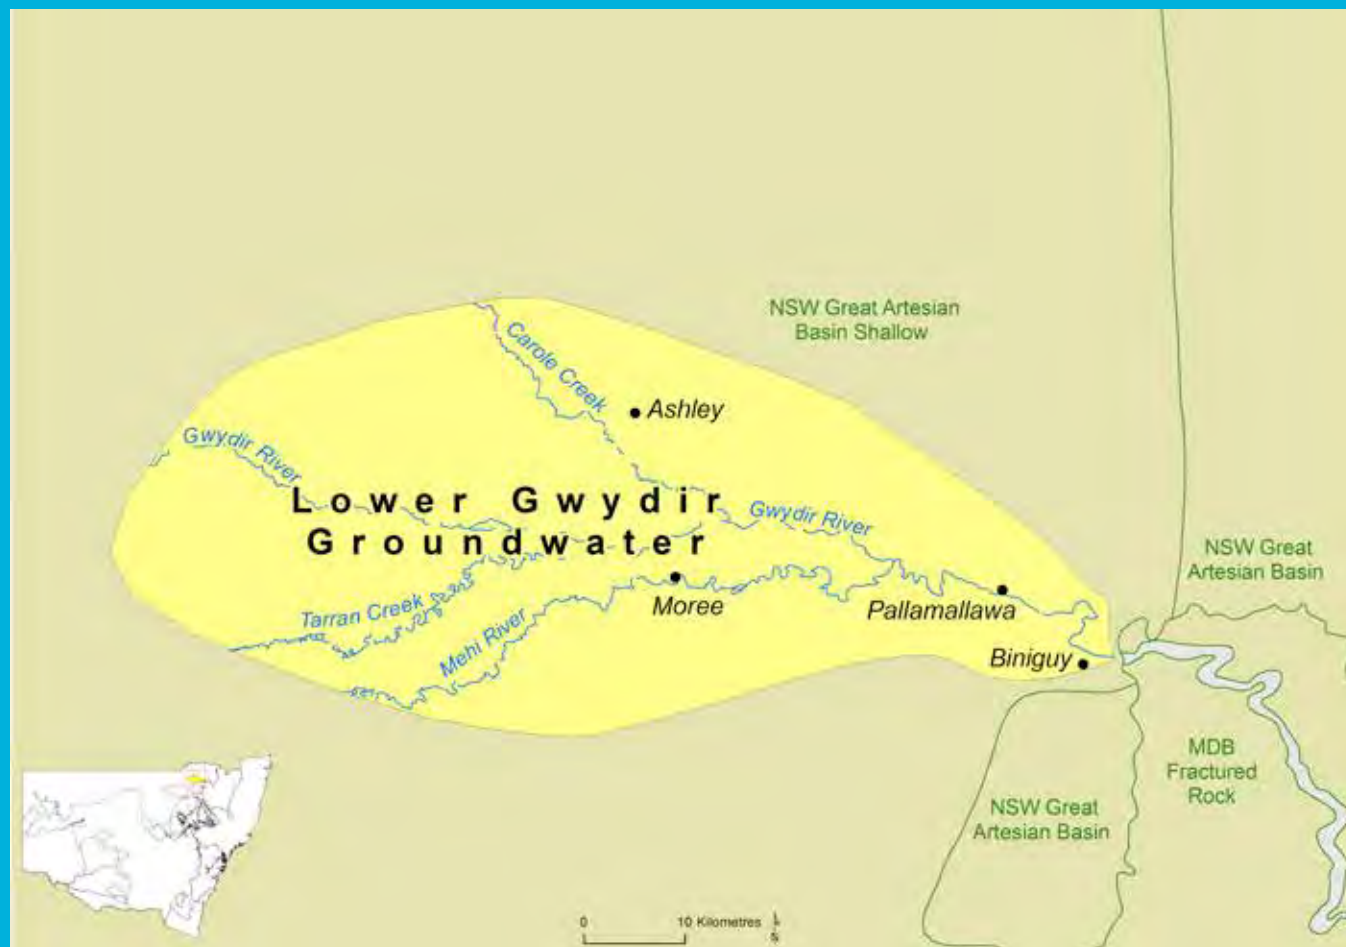 NSW Great Artesian
Basin Shallow
Carole Creek
Ashley
Gwydir River
Lower Gwydir
Groundwater
Gwydir River
NSW Great
Artesian Basin
Tarran Creek
Mehi River
Moree
Pallamallawa
Biniguy
MDB
Fractured
Rock
NSW Great
Artesian Basin
0
10 Kilometres